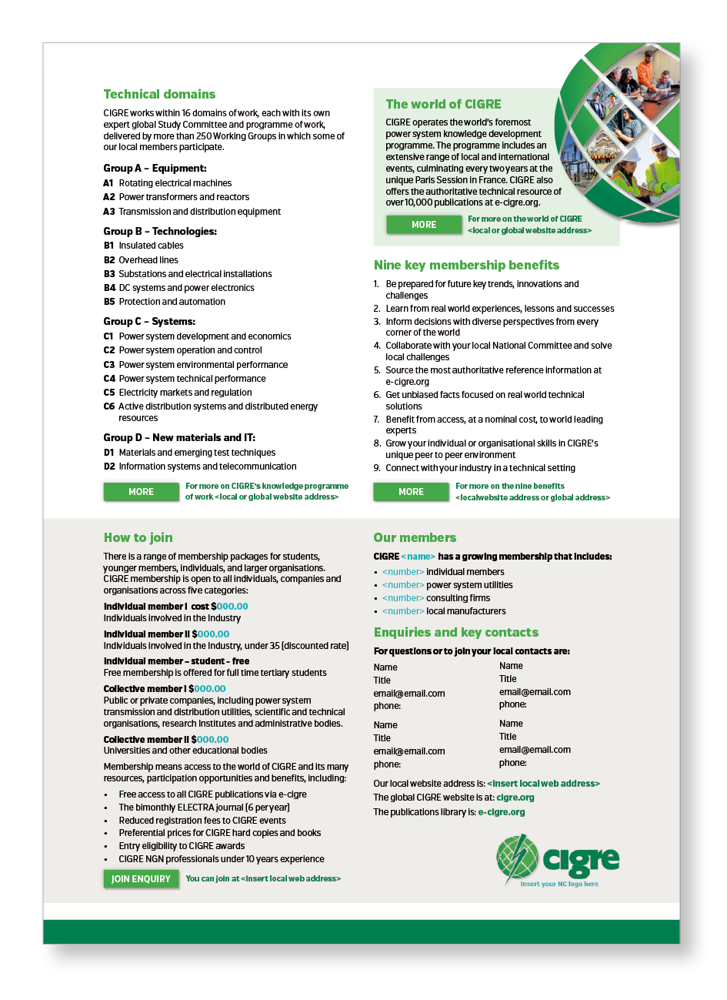 Technical domains
CIGRE works within 16 domains of work, each with its own
expert global Study Committee and programme of work,
delivered by more than 250 Working Groups in which some of
our local members participate.
Group A – Equipment:
A1 Rotating electrical machines
A2 Power transformers and reactors
A3 Transmission and distribution equipment
Group B – Technologies:
B1 Insulated cables
B2 Overhead lines
B3 Substations and electrical installations
B4 DC systems and power electronics
B5 Protection and automation
Group C – Systems:
C1 Power system development and economics
C2 Power system operation and control
C3 Power system environmental performance
C4 Power system technical performance
C5 Electricity markets and regulation
C6 Active distribution systems and distributed energy
resources
Group D – New materials and IT:
D1 Materials and emerging test techniques
D2 Information systems and telecommunication
MORE
For more on CIGRE's knowledge programme
of work <local or global website address>
The world of CIGRE
CIGRE operates the world's foremost
power system knowledge development
programme. The programme includes an
extensive range of local and international
events, culminating every two years at the
unique Paris Session in France. CIGRE also
offers the authoritative technical resource of
over 10,000 publications at e-cigre.org.
MORE
For more on the world of CIGRE
<local or global website address>
Nine key membership benefits
1. Be prepared for future key trends, innovations and
challenges
2. Learn from real world experiences, lessons and successes
3. Inform decisions with diverse perspectives from every
corner of the world
4. Collaborate with your local National Committee and solve
local challenges
5. Source the most authoritative reference information at
e-cigre.org
6. Get unbiased facts focused on real world technical
solutions
7. Benefit from access, at a nominal cost, to world leading
experts
8. Grow your individual or organisational skills in CIGRE's
unique peer to peer environment
9. Connect with your industry in a technical setting
MORE
For more on the nine benefits
<localwebsite address or global address>
How to join
There is a range of membership packages for students,
younger members, individuals, and larger organisations.
CIGRE membership is open to all individuals, companies and
organisations across five categories:
Individual member I cost $000.00
Individuals involved in the Industry
Individual member II $000.00
Individuals involved in the Industry, under 35 (discounted rate)
Individual member – student - free
Free membership is offered for full time tertiary students
Collective member I $000.00
Public or private companies, including power system
transmission and distribution utilities, scientific and technical
organisations, research Institutes and administrative bodies.
Collective member II $000.00
Universities and other educational bodies
Membership means access to the world of CIGRE and its many
resources, participation opportunities and benefits, including:
• Free access to all CIGRE publications via e-cigre
• The bimonthly ELECTRA journal (6 per year)
• Reduced registration fees to CIGRE events
• Preferential prices for CIGRE hard copies and books
• Entry eligibility to CIGRE awards
• CIGRE NGN professionals under 10 years experience
JOIN ENQUIRY
You can join at <insert local web address>
Our members
CIGRE <name> has a growing membership that includes:
• <number> individual members
• <number> power system utilities
• <number> consulting firms
• <number> local manufacturers
Enquiries and key contacts
For questions or to join your local contacts are:
Name
Title
email@email.com
phone:
Name
Title
email@email.com
phone:
Name
Title
email@email.com
phone:
Name
Title
email@email.com
phone:
Our local website address is: <insert local web address>
The global CIGRE website is at: cigre.org
The publications library is: e-cigre.org
cigre
Insert your NC logo here